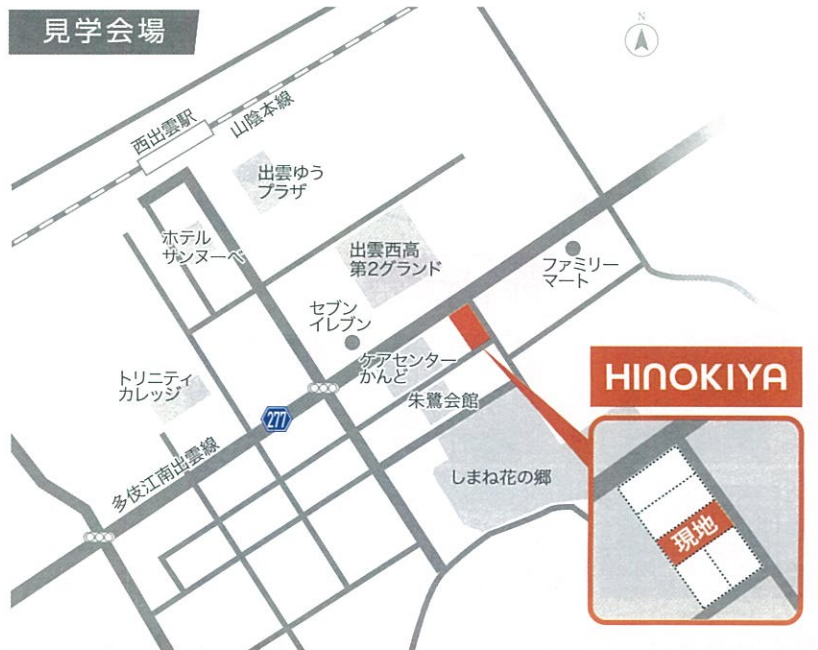 見学会場
N
西出雲駅
山陰本線
出雲ゆう
プラザ
ホテル
サンヌーベ
出雲西高
第2グランド
ファミリー
マート
セブン
イレブン
ケアセンター
かんど
トリニティ
カレッジ
朱鷺会館
277
多伎江南出雲線
しまね花の郷
HINOKIYA
現地